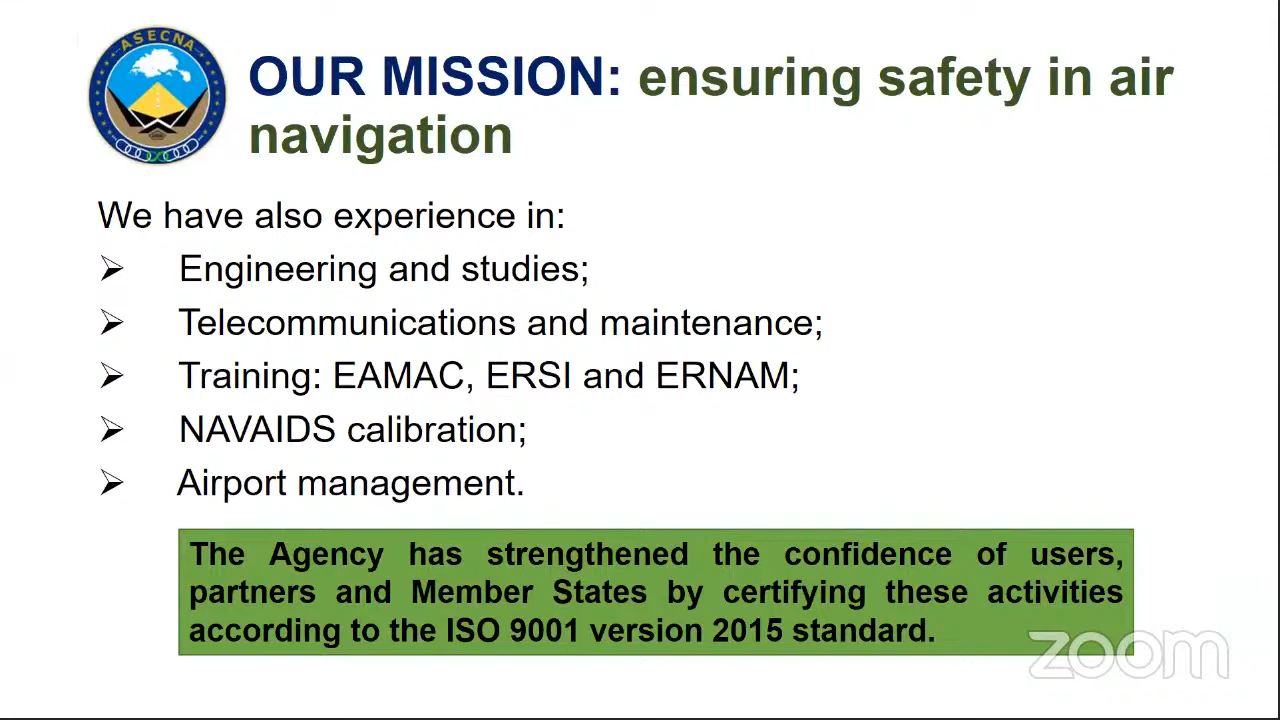 ASECNA
OUR MISSION: ensuring safety in air
navigation
We have also experience in:
➢ Engineering and studies;
➢ Telecommunications and maintenance;
➢ Training: EAMAC, ERSI and ERNAM;
➢ NAVAIDS calibration;
➢ Airport management.
The Agency has strengthened the confidence of users,
partners and Member States by certifying these activities
according to the ISO 9001 version 2015 standard.
zoom